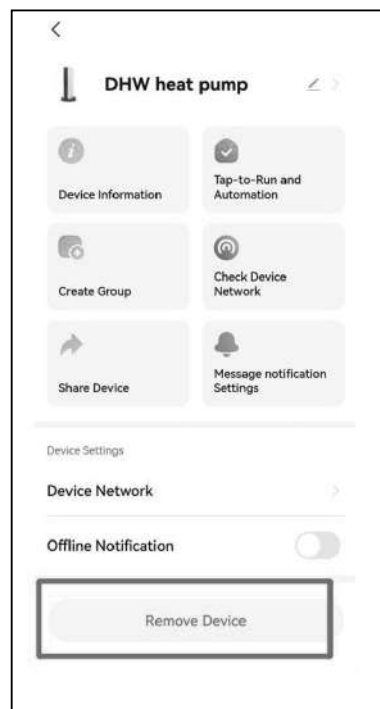 DHW heat pump
Device Information
Tap-to-Run and
Automation
Create Group
Check Device
Network
Share Device
Message notification
Settings
Device Settings
Device Network
Offline Notification
Remove Device